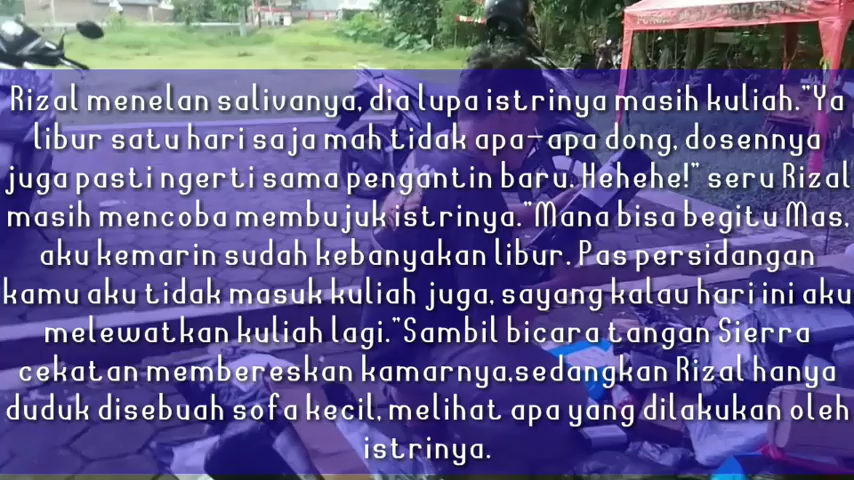 Rizal menelan salivanya, dia lupa istrinya masih kuliah."Ya
libur satu hari saja mah tidak apa-apa dong, dosennya
juga pasti ngerti sama pengantin baru. Hehehe!" seru Rizal
masih mencoba membujuk istrinya."Mana bisa begitu Mas,
aku kemarin sudah kebanyakan libur. Pas persidangan
kamu aku tidak masuk kuliah juga, sayang kalau hari ini aku
melewatkan kuliah lagi."Sambil bicara tangan Sierra
cekatan membereskan kamarnya,sedangkan Rizal hanya
duduk disebuah sofa kecil, melihat apa yang dilakukan oleh
istrinya.